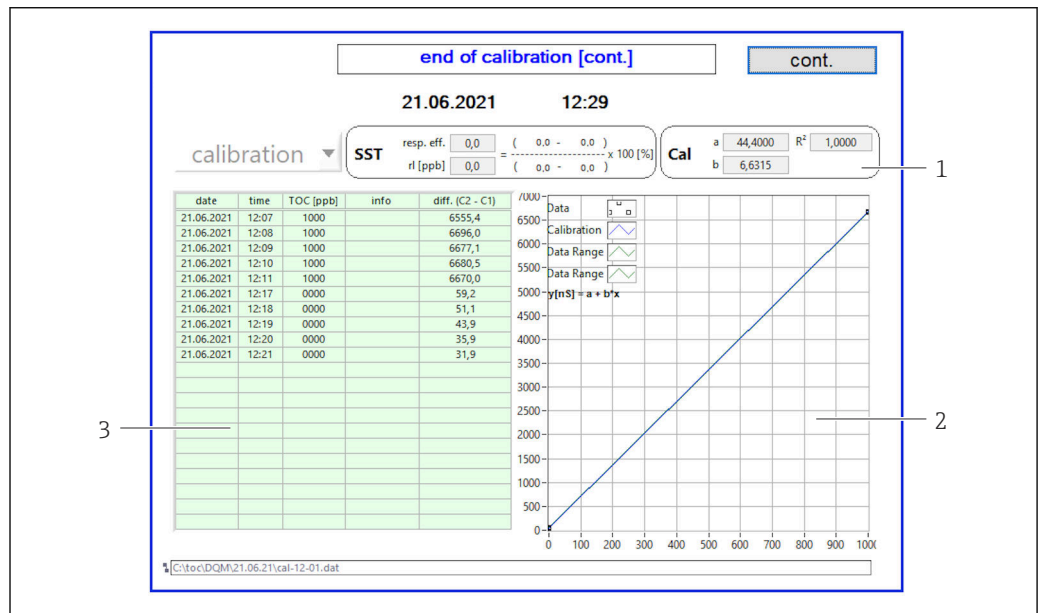 end of calibration [cont.]
cont.
21.06.2021 12:29
calibration
SST
resp. eff. 0,0 ( 0,0 - 0,0 )
= x 100 [%]
rl [ppb] 0,0 ( 0,0 - 0,0 )
Cal
a 44,4000 R² 1,0000
b 6,6315
1
date time TOC [ppb] info diff. (C2 - C1)
21.06.2021 12:07 1000 6555,4
21.06.2021 12:08 1000 6696,0
21.06.2021 12:09 1000 6677,1
21.06.2021 12:10 1000 6680,5
21.06.2021 12:11 1000 6670,0
21.06.2021 12:17 0000 59,2
21.06.2021 12:18 0000 51,1
21.06.2021 12:19 0000 43,9
21.06.2021 12:20 0000 35,9
21.06.2021 12:21 0000 31,9
3
7000
6500
6000
5500
5000
4500
4000
3500
3000
2500
2000
1500
1000
500
0
Data
Calibration
Data Range
Data Range
y[nS] = a + b*x
2
0 100 200 300 400 500 600 700 800 900 1000
C:\toc\DQM\21.06.21\cal-12-01.dat